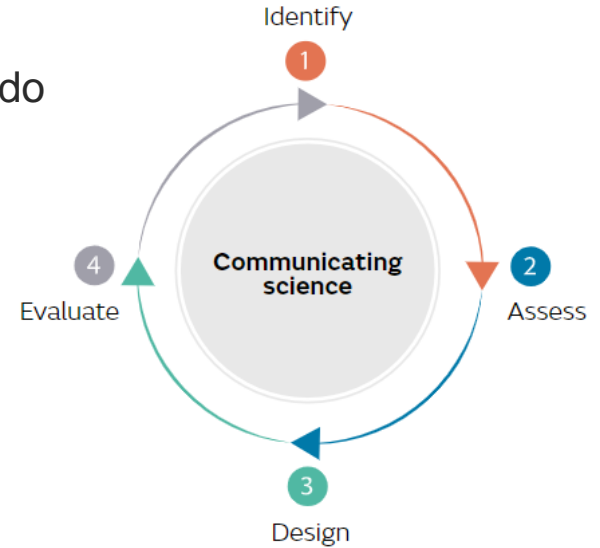 Identify
1
do
4
Communicating
science
2
Evaluate
Assess
3
Design